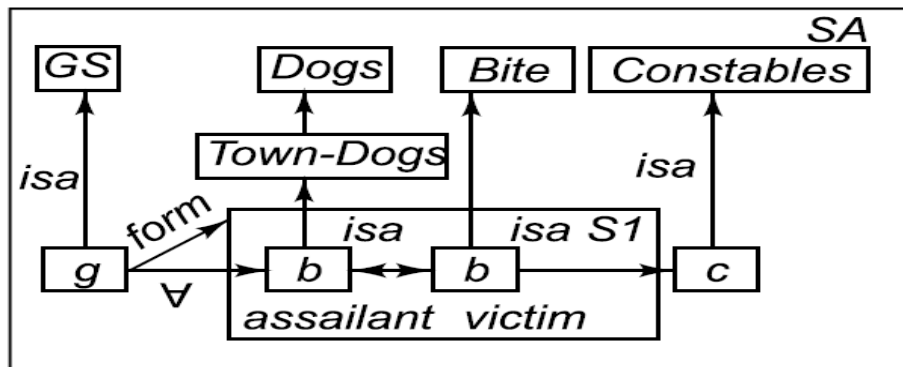 SA
GS Dogs Bite Constables
Town-Dogs
isa isa
form isa isa S1
g b b c
∀
assailant victim